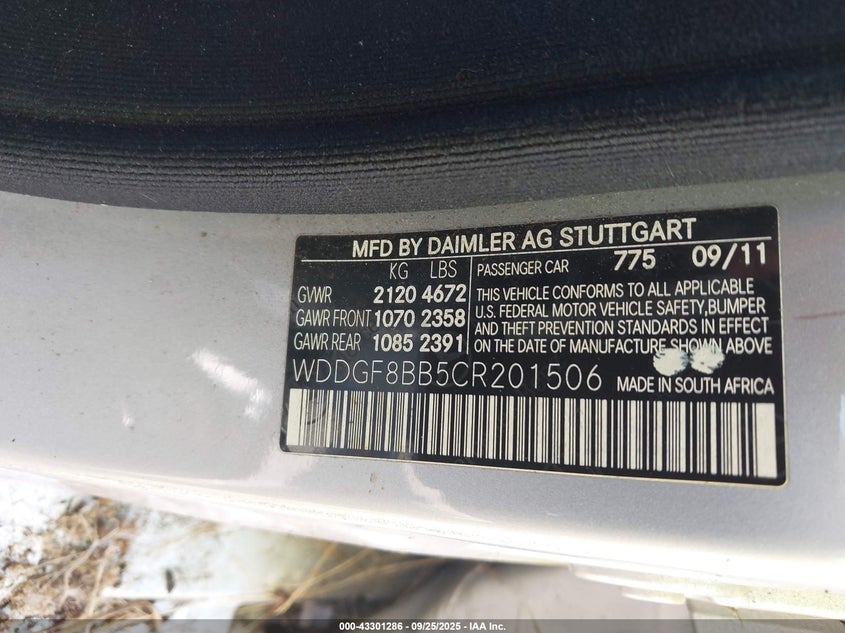 MFD BY DAIMLER AG STUTTGART
KG LBS
GVWR 2120 4672
GAWR FRONT 1070 2358
GAWR REAR 1085 2391
PASSENGER CAR 775 09/11
THIS VEHICLE CONFORMS TO ALL APPLICABLE
U.S. FEDERAL MOTOR VEHICLE SAFETY, BUMPER
AND THEFT PREVENTION STANDARDS IN EFFECT
ON DATE OF MANUFACTURE SHOWN ABOVE
WDDGF8BB5CR201506 MADE IN SOUTH AFRICA
000-43301286 - 09/25/2025 - IAA Inc.